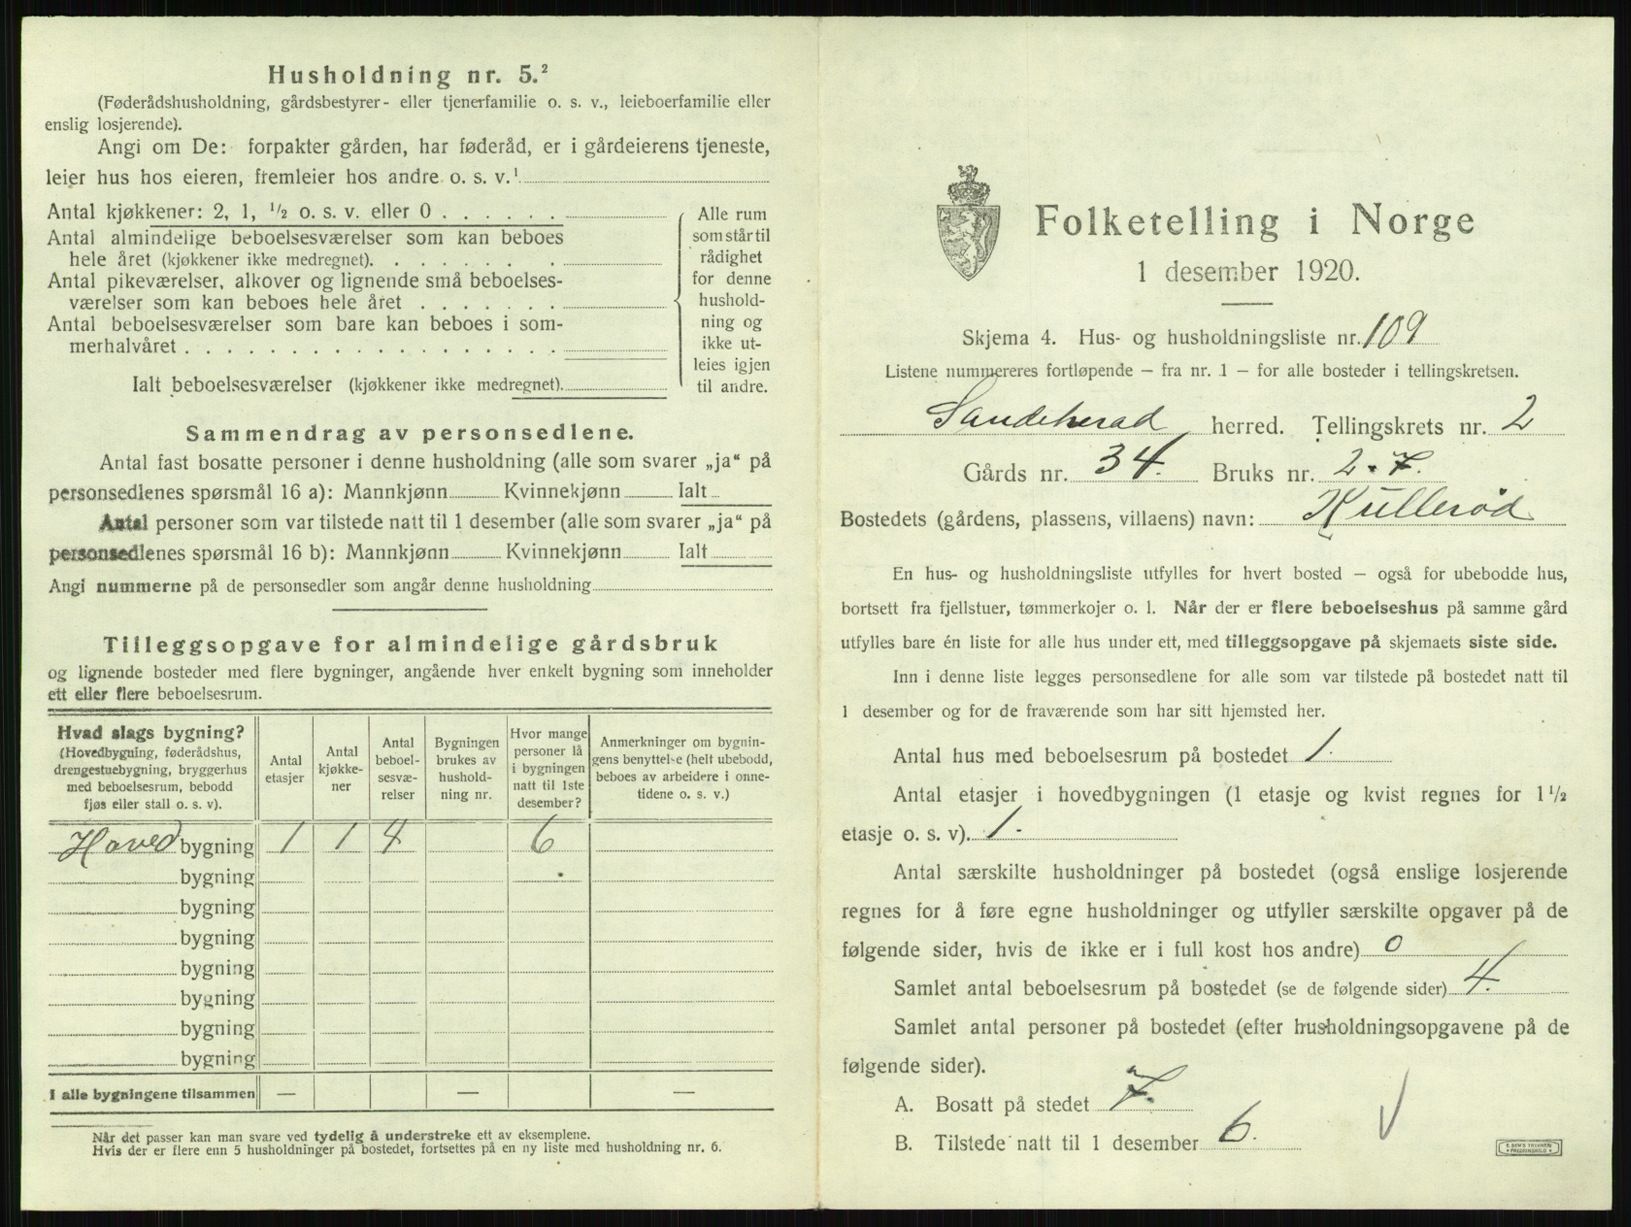 Husholdning nr. 5.²
(Føderådshusholdning, gårdsbestyrer- eller tjenerfamilie o. s. v., leieboerfamilie eller
enslig losjerende).
Angi om De: forpakter gården, har føderåd, er i gårdeierens tjeneste,
leier hus hos eieren, fremleier hos andre o. s. v.¹
Antal kjøkkener: 2, 1, ½ o. s. v. eller 0
Antal almindelige beboelsesværelser som kan beboes
hele året (kjøkkener ikke medregnet).
Antal pikeværelser, alkover og lignende små beboelses-
værelser som kan beboes hele året
Antal beboelsesværelser som bare kan beboes i som-
merhalvåret
Ialt beboelsesværelser (kjøkkener ikke medregnet).
Alle rum
som står til
rådighet
for denne
hushold-
ning og
ikke ut-
leies igjen
til andre.
Sammendrag av personsedlene.
Antal fast bosatte personer i denne husholdning (alle som svarer „ja“ på
personsedlenes spørsmål 16 a): Mannkjønn Kvinnekjønn Ialt
Antal personer som var tilstede natt til 1 desember (alle som svarer „ja“ på
personsedlenes spørsmål 16 b): Mannkjønn Kvinnekjønn Ialt
Angi nummerne på de personsedler som angår denne husholdning
Tilleggsopgave for almindelige gårdsbruk
og lignende bosteder med flere bygninger, angående hver enkelt bygning som inneholder
ett eller flere beboelsesrum.
Hvad slags bygning?
(Hovedbygning, føderådshus,
drengestuebygning, bryggerhus
med beboelsesrum, bebodd
fjøs eller stall o. s. v).
Antal
etasjer
Antal
kjøkke-
ner
Antal
beboel-
sesvæ-
relser
Bygningen
brukes av
hushold-
ning nr.
Hvor mange
personer lå
i bygningen
natt til 1ste
desember?
Anmerkninger om bygnin-
gens benyttelse (helt ubebodd,
beboes av arbeidere i onne-
tidene o. s. v.)
Hoved bygning 1 1 4 6
bygning
bygning
bygning
bygning
bygning
bygning
bygning
I alle bygningene tilsammen — — —
Når det passer kan man svare ved tydelig å understreke ett av eksemplene.
Hvis der er flere enn 5 husholdninger på bostedet, fortsettes på en ny liste med husholdning nr. 6.
Folketelling i Norge
1 desember 1920.
Skjema 4. Hus- og husholdningsliste nr. 109
Listene nummereres fortløpende — fra nr. 1 — for alle bosteder i tellingskretsen.
Sandeherad herred. Tellingskrets nr. 2
Gårds nr. 34. Bruks nr. 2-7.
Bostedets (gårdens, plassens, villaens) navn: Kullerød
En hus- og husholdningsliste utfylles for hvert bosted — også for ubebodde hus,
bortsett fra fjellstuer, tømmerkojer o. l. Når der er flere beboelseshus på samme gård
utfylles bare én liste for alle hus under ett, med tilleggsopgave på skjemaets siste side.
Inn i denne liste legges personsedlene for alle som var tilstede på bostedet natt til
1 desember og for de fraværende som har sitt hjemsted her.
Antal hus med beboelsesrum på bostedet 1.
Antal etasjer i hovedbygningen (1 etasje og kvist regnes for 1½
etasje o. s. v). 1.
Antal særskilte husholdninger på bostedet (også enslige losjerende
regnes for å føre egne husholdninger og utfyller særskilte opgaver på de
følgende sider, hvis de ikke er i full kost hos andre) 0
Samlet antal beboelsesrum på bostedet (se de følgende sider) 4.
Samlet antal personer på bostedet (efter husholdningsopgavene på de
følgende sider).
A. Bosatt på stedet 7.
B. Tilstede natt til 1 desember 6.